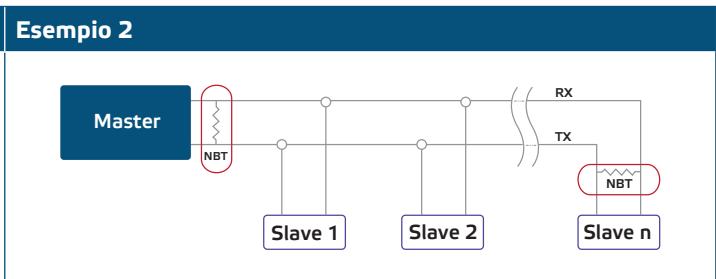 Esempio 2
RX
Master
TX
NBT
NBT
Slave 1
Slave 2
Slave n